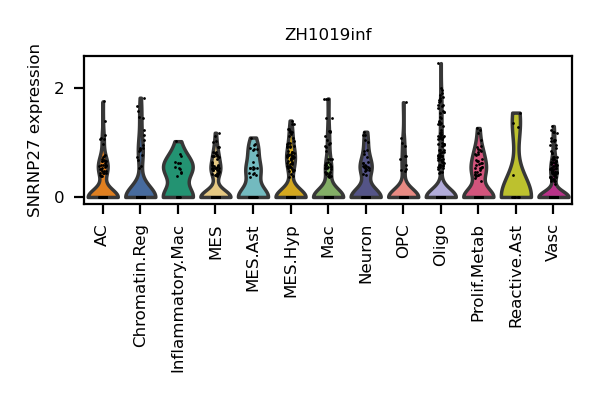 ZH1019inf
SNRNP27 expression
2
0
AC
Chromatin.Reg
Inflammatory.Mac
MES
MES.Ast
MES.Hyp
Mac
Neuron
OPC
Oligo
Prolif.Metab
Reactive.Ast
Vasc